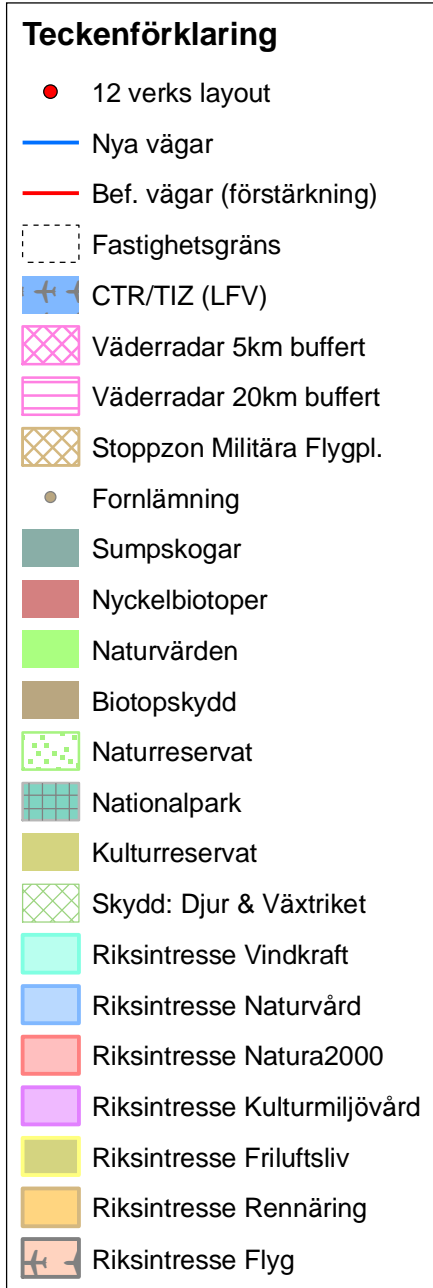 Teckenförklaring
12 verks layout
Nya vägar
Bef. vägar (förstärkning)
Fastighetsgräns
CTR/TIZ (LFV)
Väderradar 5km buffert
Väderradar 20km buffert
Stoppzon Militära Flygpl.
Fornlämning
Sumpskogar
Nyckelbiotoper
Naturvärden
Biotopskydd
Naturreservat
Nationalpark
Kulturreservat
Skydd: Djur & Växtriket
Riksintresse Vindkraft
Riksintresse Naturvård
Riksintresse Natura2000
Riksintresse Kulturmiljövård
Riksintresse Friluftsliv
Riksintresse Rennäring
Riksintresse Flyg